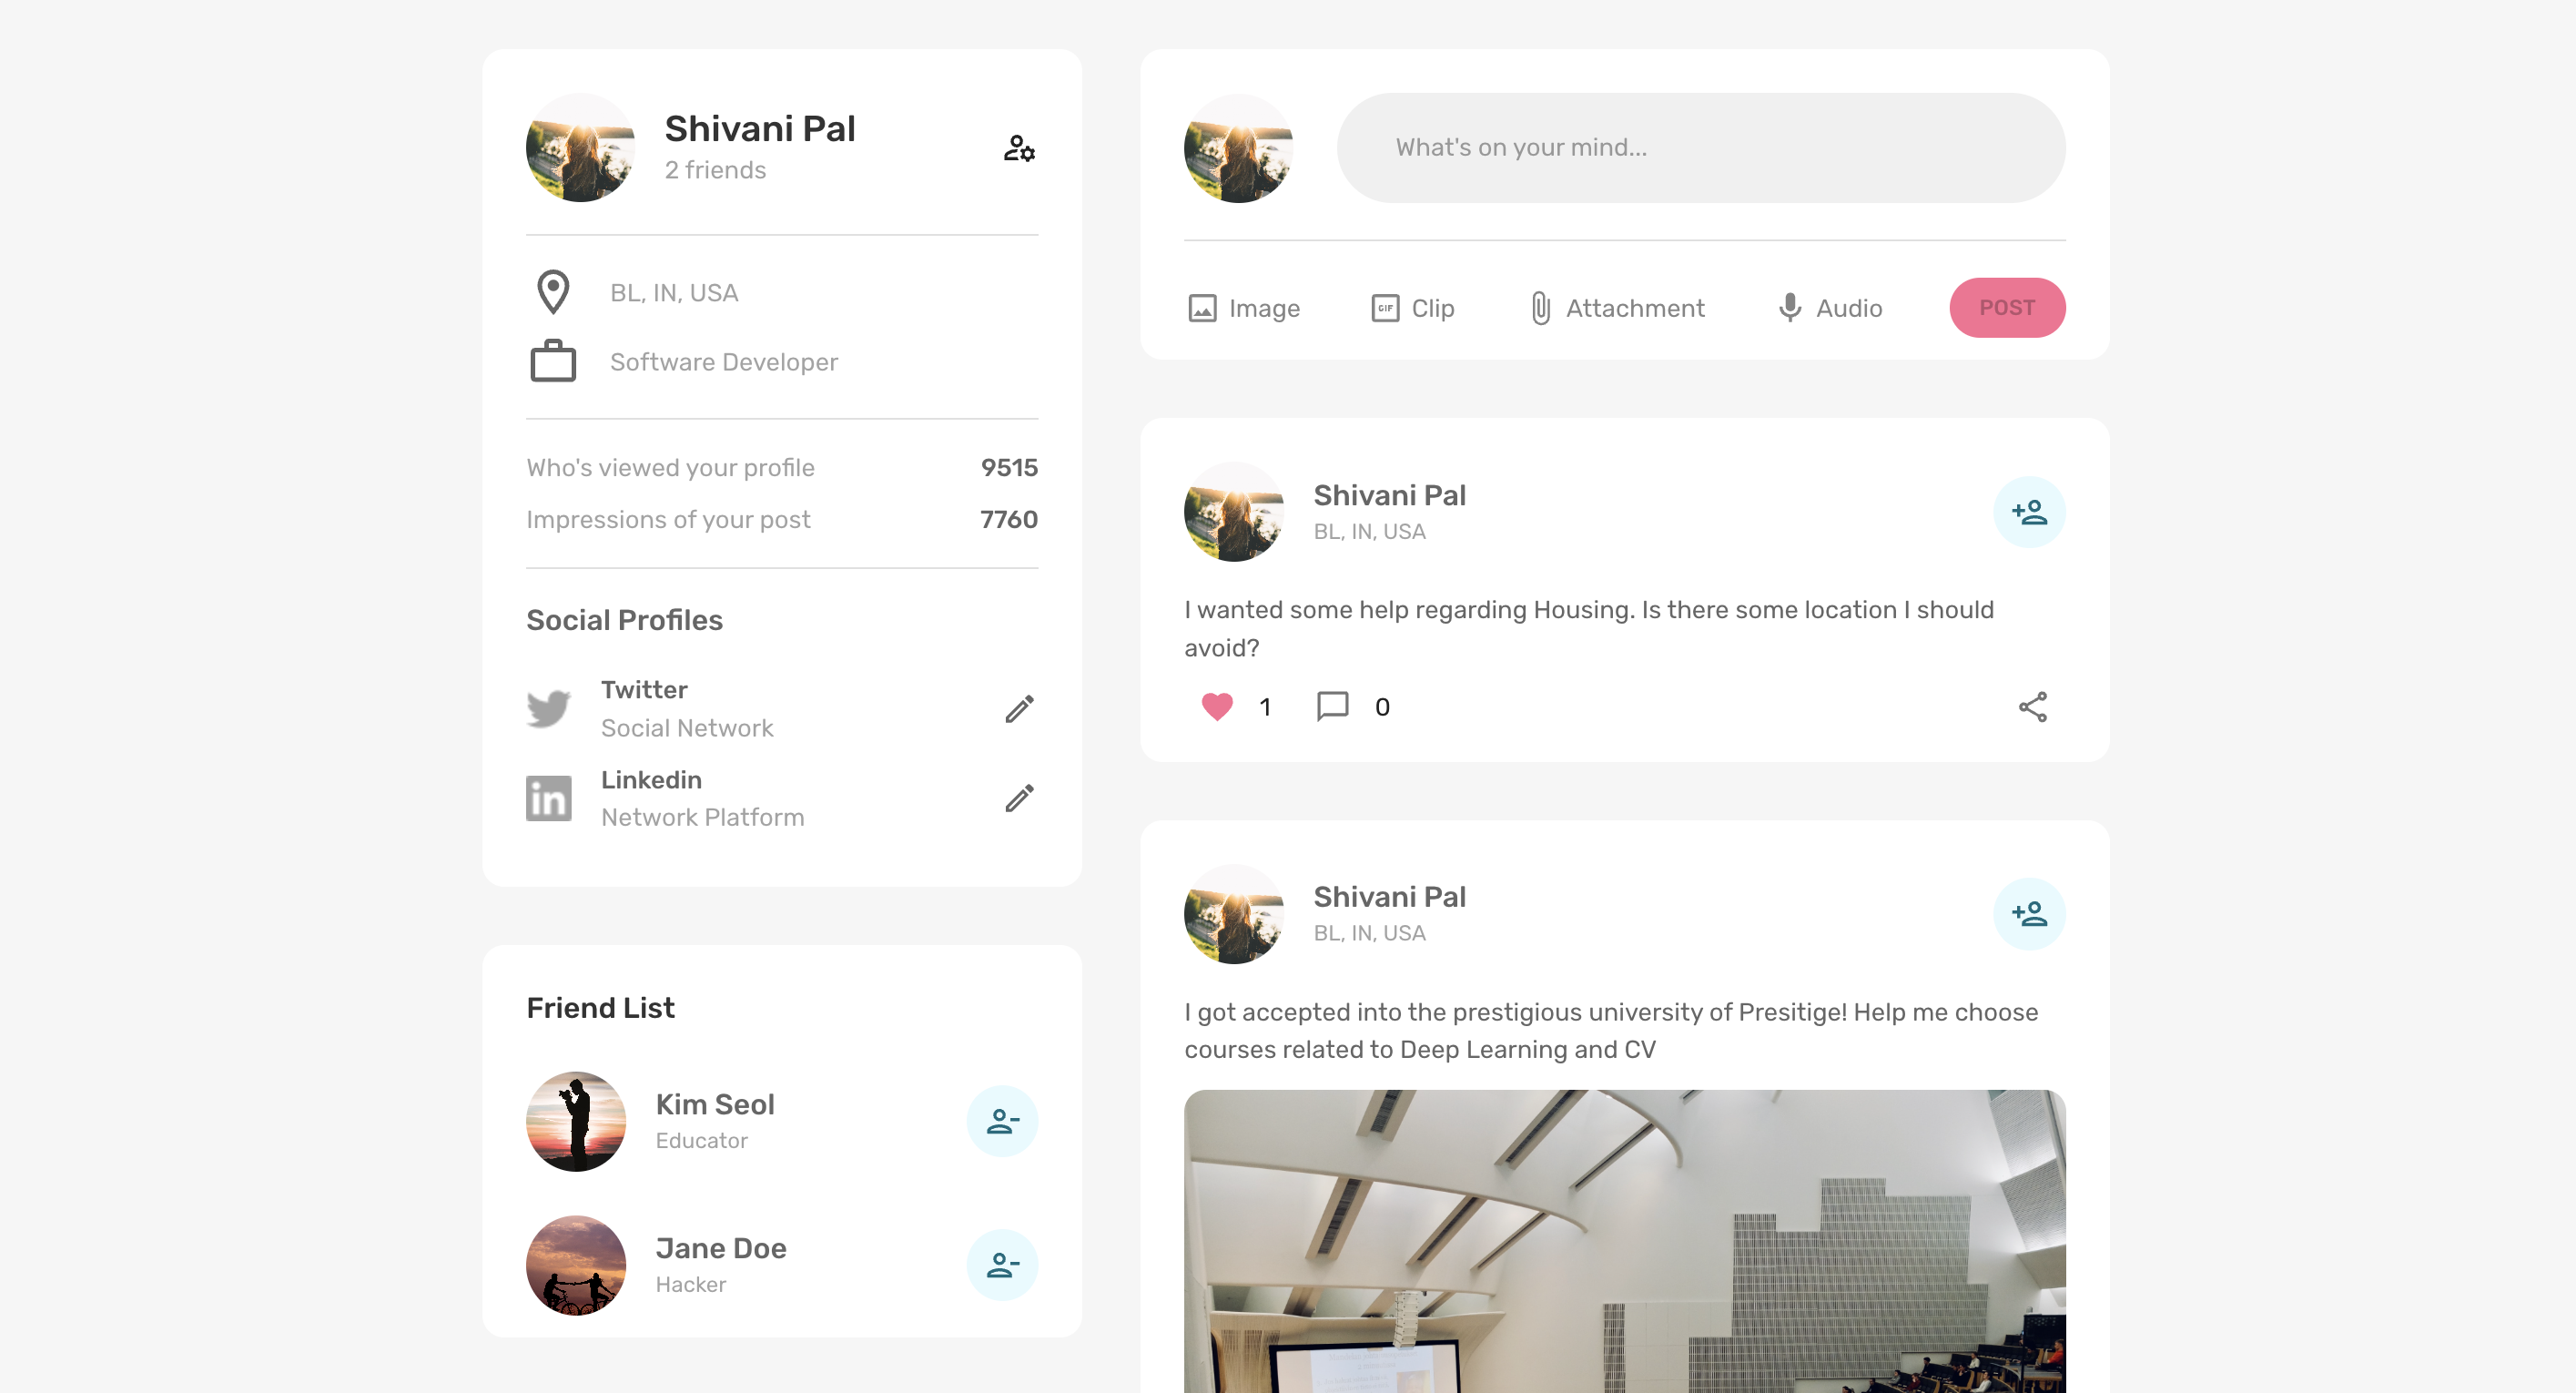 Shivani Pal
2 friends
BL, IN, USA
Software Developer
Who's viewed your profile 9515
Impressions of your post 7760
Social Profiles
Twitter
Social Network
in
Linkedin
Network Platform
Friend List
Kim Seol
Educator
Jane Doe
Hacker
What's on your mind...
Image
GIF Clip
Attachment
Audio
POST
Shivani Pal
BL, IN, USA
I wanted some help regarding Housing. Is there some location I should
avoid?
1 0
Shivani Pal
BL, IN, USA
I got accepted into the prestigious university of Presitige! Help me choose
courses related to Deep Learning and CV